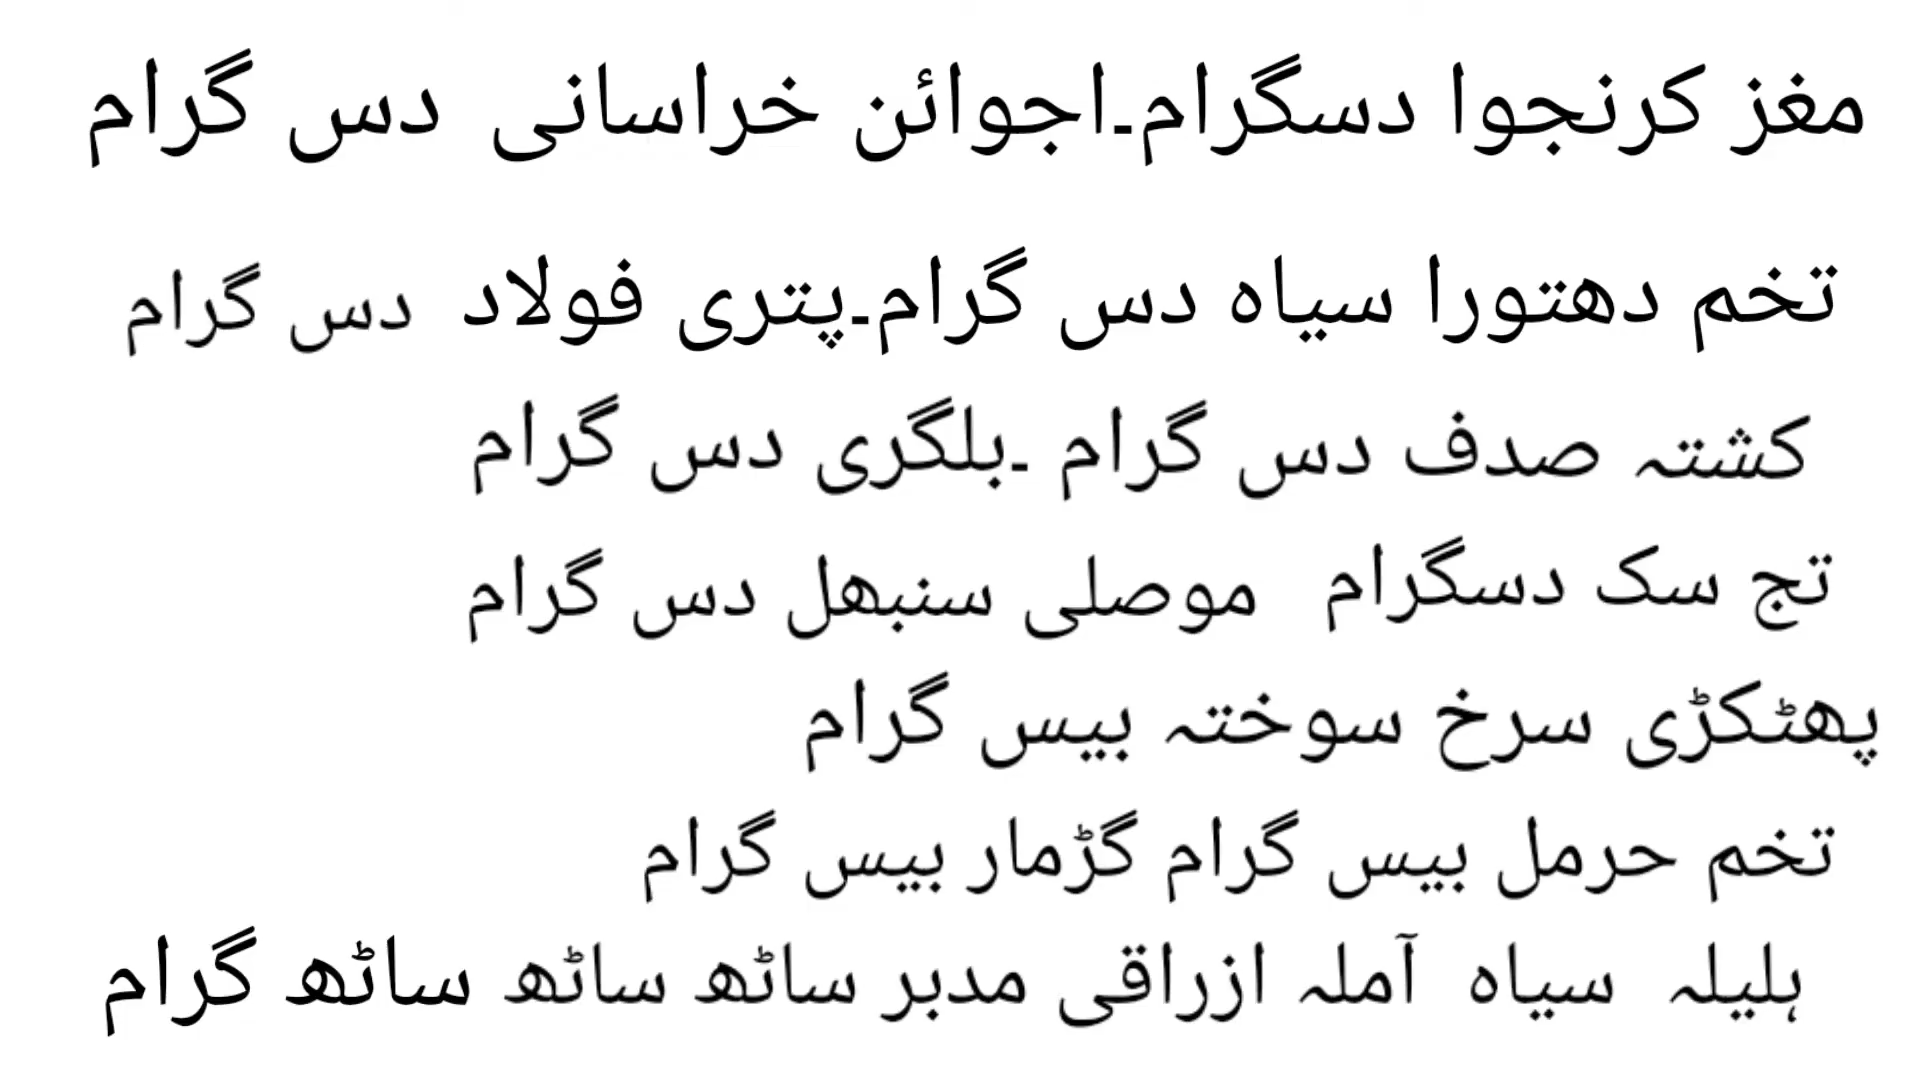 مغز کرنجوا دسگرام۔اجوائن خراسانی دس گرام
تخم دھتورا سیاہ دس گرام۔پتری فولاد دس گرام
کشتہ صدف دس گرام ۔بلگری دس گرام
تج سک دسگرام موصلی سنبھل دس گرام
پھٹکڑی سرخ سوختہ بیس گرام
تخم حرمل بیس گرام گڑمار بیس گرام
ہلیلہ سیاہ آملہ ازراقی مدبر ساٹھ ساٹھ ساٹھ گرام